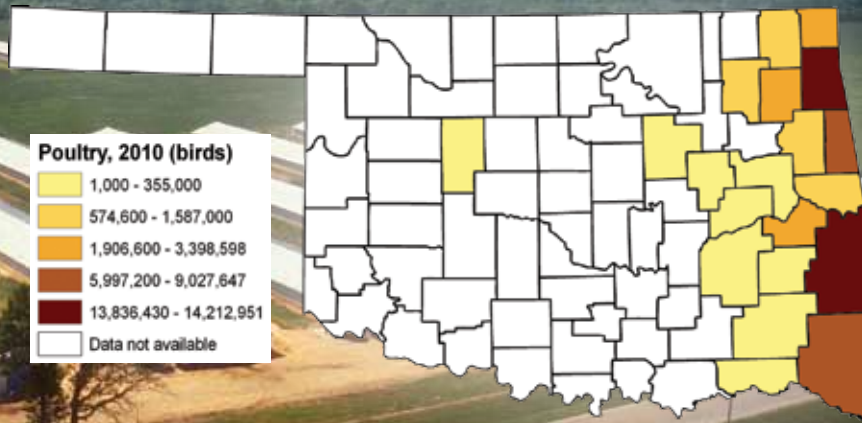 Poultry, 2010 (birds)
1,000 - 355,000
574,600 - 1,587,000
1,906,600 - 3,398,598
5,997,200 - 9,027,647
13,836,430 - 14,212,951
Data not available